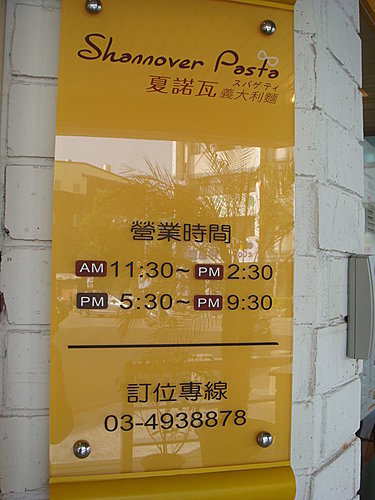 Shannover Pasta
スパゲティ
夏諾瓦 義大利麵
營業時間
AM 11:30~PM 2:30
PM 5:30~PM 9:30
訂位專線
03-4938878